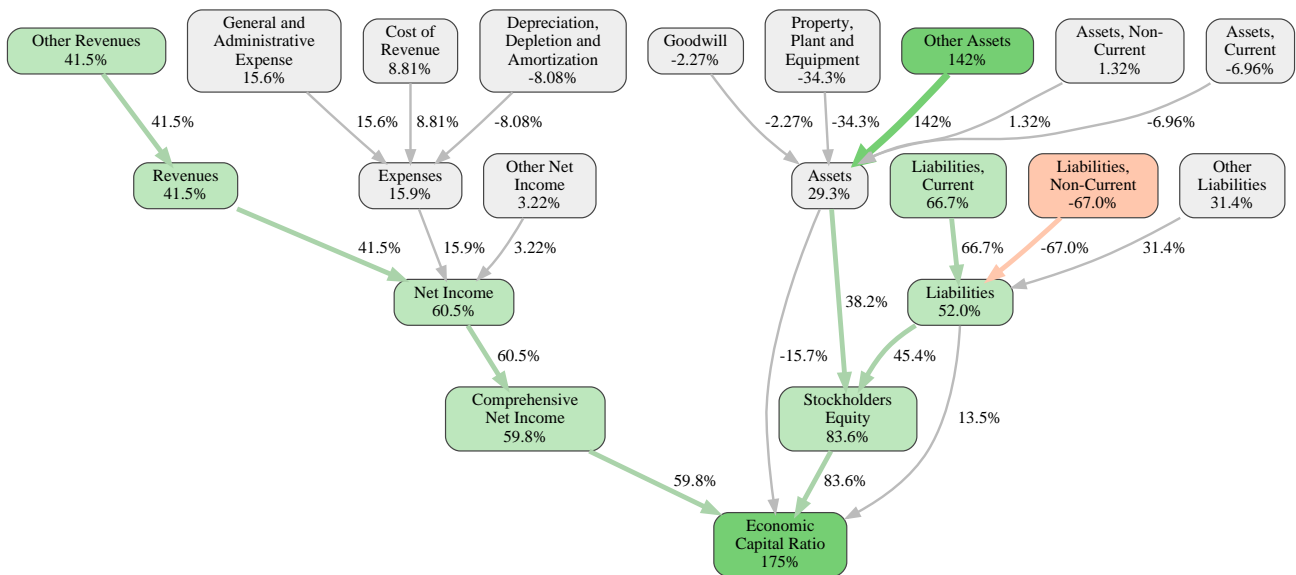 Other Revenues
41.5%
General and
Administrative
Expense
15.6%
Cost of
Revenue
8.81%
Depreciation,
Depletion and
Amortization
-8.08%
Goodwill
-2.27%
Property,
Plant and
Equipment
-34.3%
Other Assets
142%
Assets, Non-
Current
1.32%
Assets,
Current
-6.96%
41.5%
15.6%
8.81%
-8.08%
-2.27%
-34.3%
142%
1.32%
-6.96%
Revenues
41.5%
Expenses
15.9%
Other Net
Income
3.22%
Assets
29.3%
Liabilities,
Current
66.7%
Liabilities,
Non-Current
-67.0%
Other
Liabilities
31.4%
41.5%
15.9%
3.22%
66.7%
-67.0%
31.4%
Net Income
60.5%
38.2%
Liabilities
52.0%
60.5%
-15.7%
45.4%
Comprehensive
Net Income
59.8%
Stockholders
Equity
83.6%
13.5%
59.8%
83.6%
Economic
Capital Ratio
175%